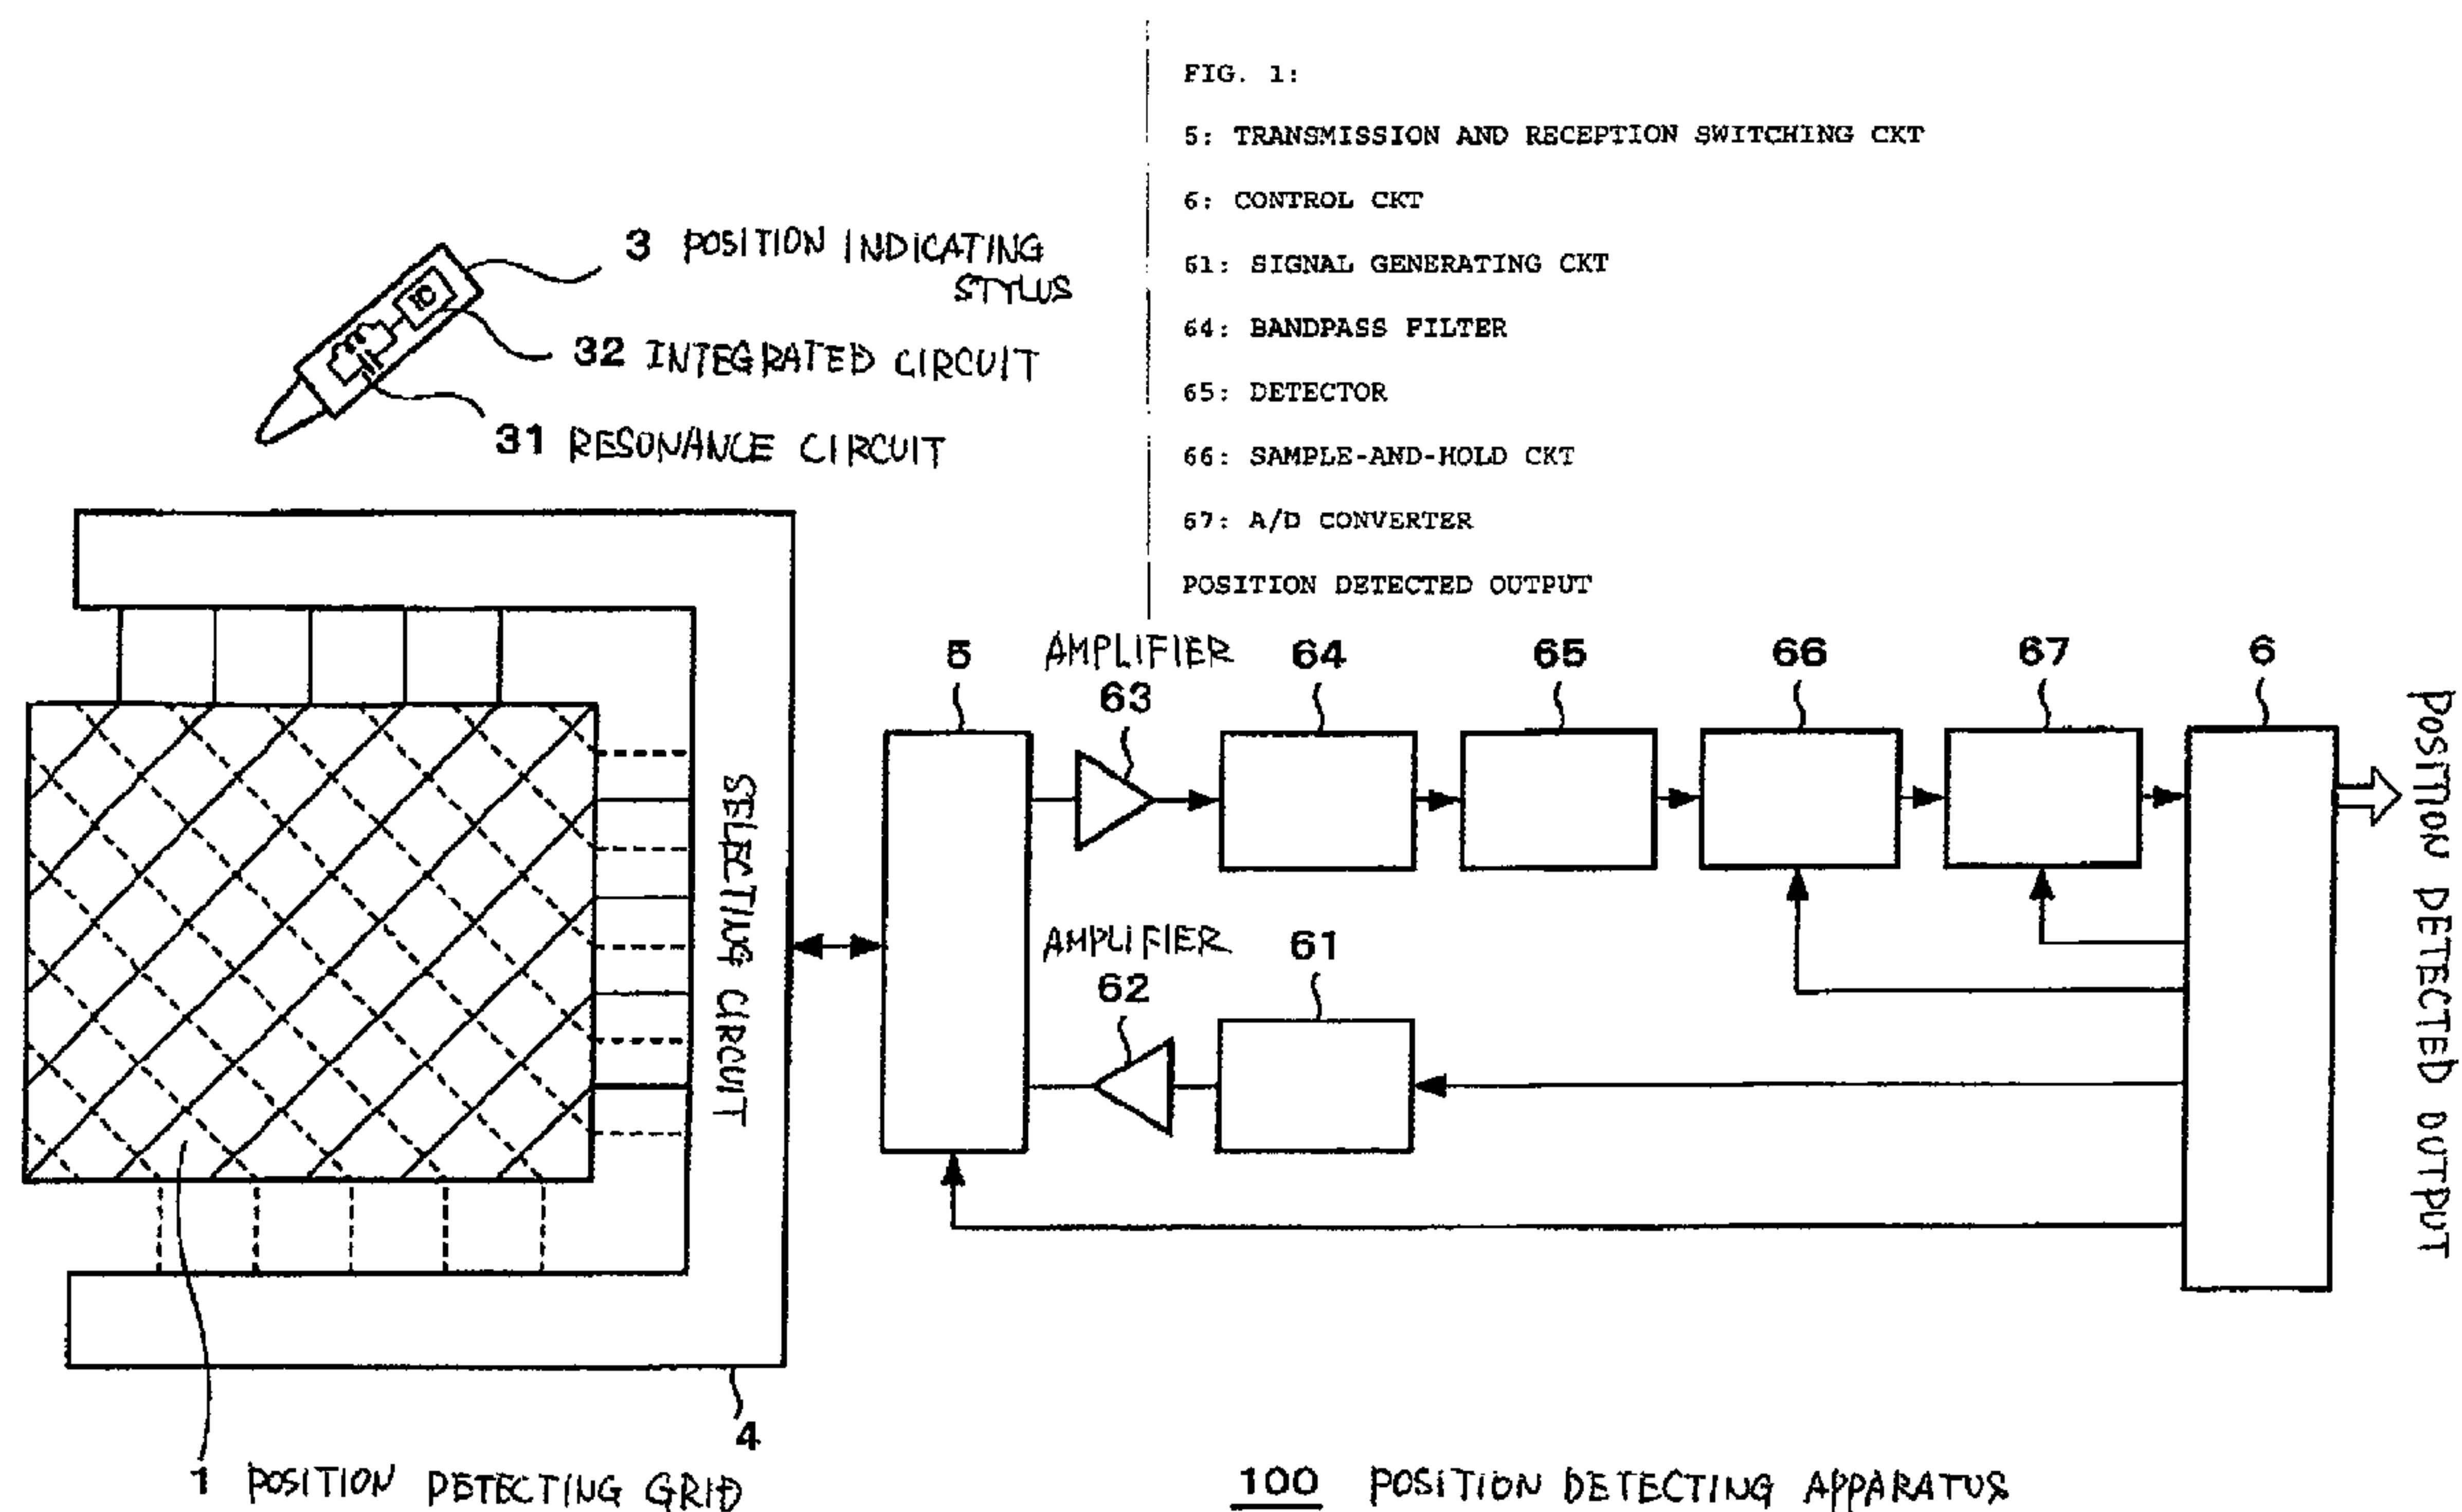 FIG. 1:
5: TRANSMISSION AND RECEPTION SWITCHING CKT
6: CONTROL CKT
61: SIGNAL GENERATING CKT
64: BANDPASS FILTER
65: DETECTOR
66: SAMPLE-AND-HOLD CKT
67: A/D CONVERTER
POSITION DETECTED OUTPUT
3 POSITION INDICATING
STYLUS
IC
32 INTEGRATED CIRCUIT
31 RESONANCE CIRCUIT
SELECTING CIRCUIT
4
1 POSITION DETECTING GRID
5
AMPLIFIER
63
64
65
66
67
6
AMPLIFIER
62
61
POSITION DETECTED OUTPUT
100 POSITION DETECTING APPARATUS